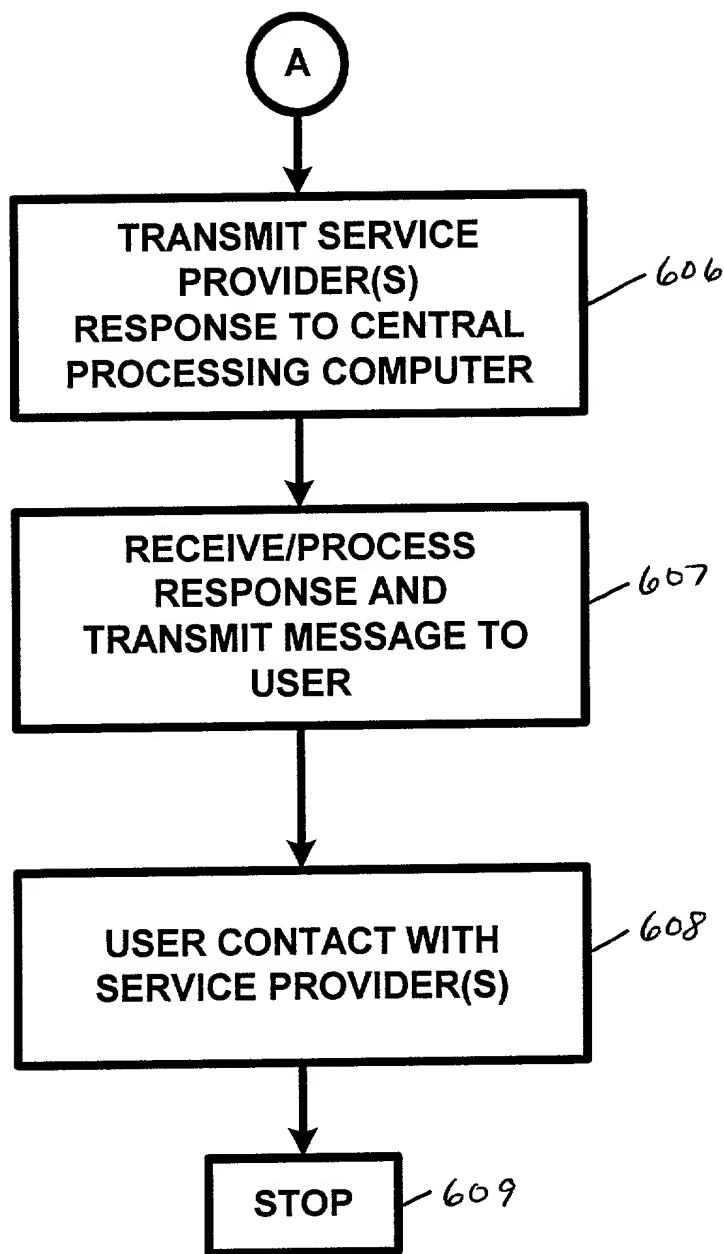 A
TRANSMIT SERVICE
PROVIDER(S)
RESPONSE TO CENTRAL
PROCESSING COMPUTER
606
RECEIVE/PROCESS
RESPONSE AND
TRANSMIT MESSAGE TO
USER
607
USER CONTACT WITH
SERVICE PROVIDER(S)
608
STOP
609